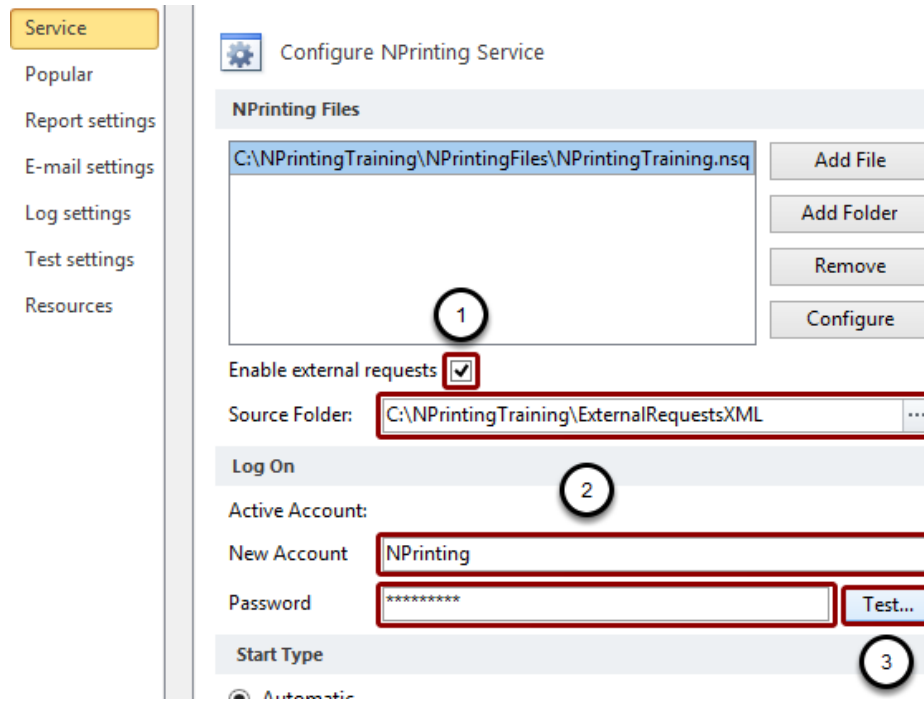 Service
Popular
Report settings
E-mail settings
Log settings
Test settings
Resources
Configure NPrinting Service
NPrinting Files
C:\NPrintingTraining\NPrintingFiles\NPrintingTraining.nsq
Add File
Add Folder
Remove
Configure
1
Enable external requests
Source Folder: C:\NPrintingTraining\ExternalRequestsXML ...
Log On
2
Active Account:
New Account NPrinting
Password ********* Test...
Start Type
3
Automatic